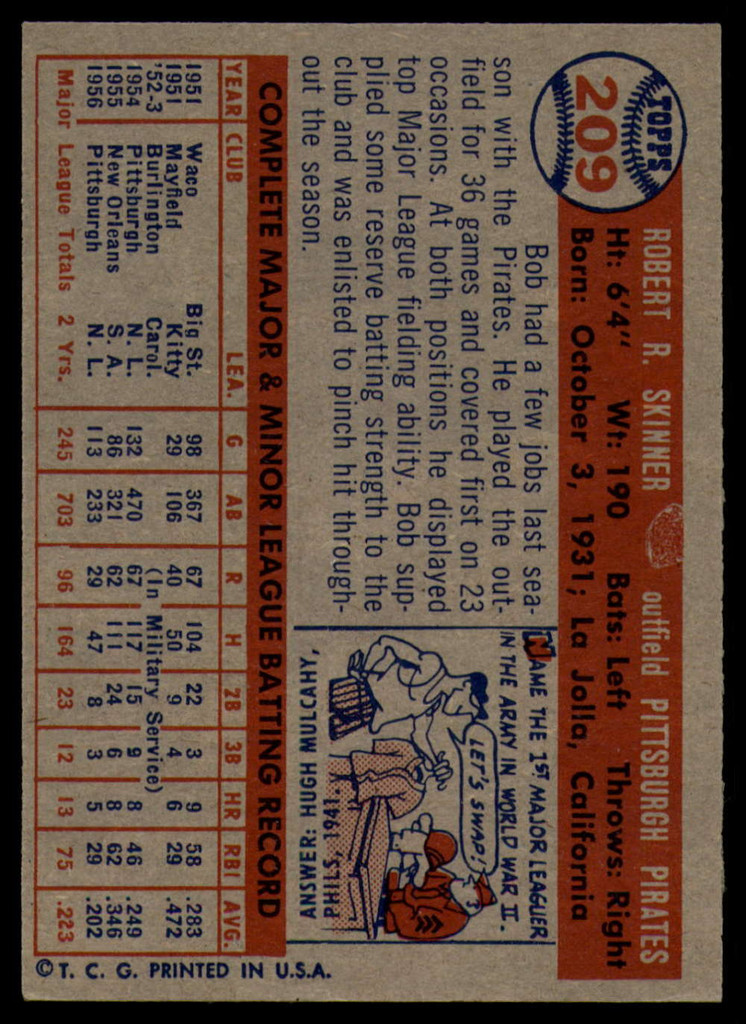 TOPPS
209
ROBERT R. SKINNER outfield PITTSBURGH PIRATES
Ht: 6'4" Wt: 190 Bats: Left Throws: Right
Born: October 3, 1931; La Jolla, California
Bob had a few jobs last sea-
son with the Pirates. He played the out-
field for 36 games and covered first on 23
occasions. At both positions he displayed
top Major League fielding ability. Bob sup-
plied some reserve batting strength to the
club and was enlisted to pinch hit through-
out the season.
NAME THE 1ST MAJOR LEAGUER
IN THE ARMY IN WORLD WAR II.
LET'S SWAP!
ANSWER: HUGH MULCAHY,
PHILS, 1941.
COMPLETE MAJOR & MINOR LEAGUE BATTING RECORD
YEAR CLUB LEA. G AB R H 2B 3B HR RBI AVG.
1951 Waco Big St. 98 367 67 104 22 3 9 58 .283
1951 Mayfield Kitty 29 106 40 50 9 4 6 29 .472
'52-3 Burlington Carol. (In Military Service)
1954 Pittsburgh N. L. 132 470 67 117 15 9 8 46 .249
1955 New Orleans S. A. 86 321 62 111 24 6 8 62 .346
1956 Pittsburgh N. L. 113 233 29 47 8 3 5 29 .202
Major League Totals 2 Yrs. 245 703 96 164 23 12 13 75 .223
© T. C. G. PRINTED IN U.S.A.